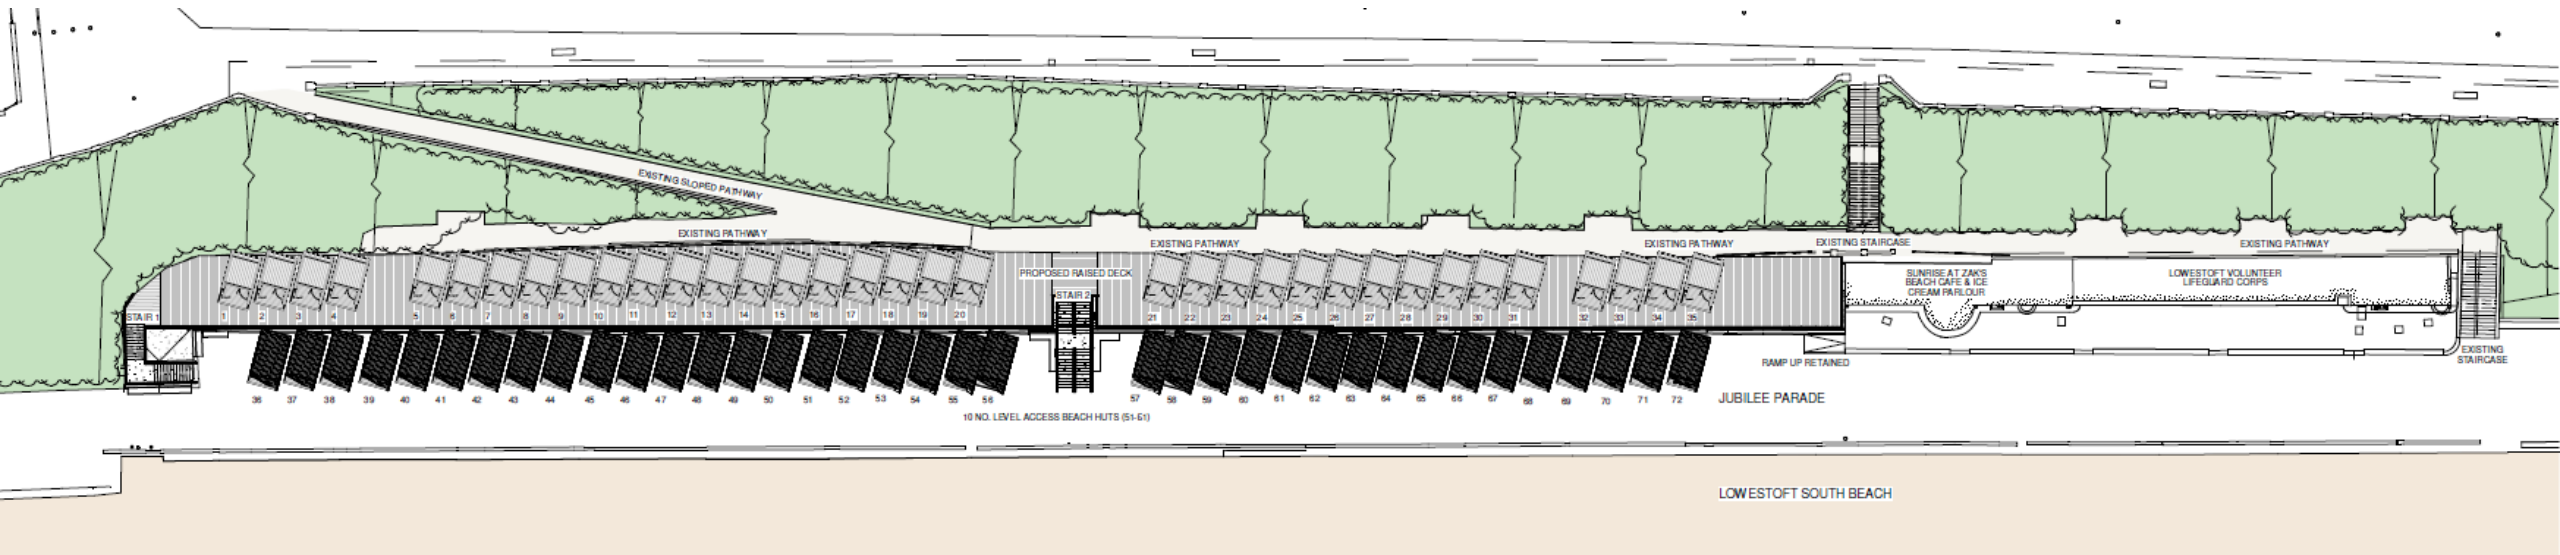 EXISTING SLOPED PATHWAY
EXISTING PATHWAY
EXISTING PATHWAY
EXISTING PATHWAY
EXISTING STAIRCASE
EXISTING PATHWAY
PROPOSED RAISED DECK
SUNRISE AT ZAK'S
BEACH CAFE & ICE
CREAM PARLOUR
LOWESTOFT VOLUNTEER
LIFEGUARD CORPS
STAIR 1
STAIR 2
1 2 3 4 5 6 7 8 9 10 11 12 13 14 15 16 17 18 19 20 21 22 23 24 25 26 27 28 29 30 31 32 33 34 35
EXISTING
STAIRCASE
RAMP UP RETAINED
36 37 38 39 40 41 42 43 44 45 46 47 48 49 50 51 52 53 54 55 56 57 58 59 60 61 62 63 64 65 66 67 68 69 70 71 72
JUBILEE PARADE
10 NO. LEVEL ACCESS BEACH HUTS (51-61)
LOWESTOFT SOUTH BEACH